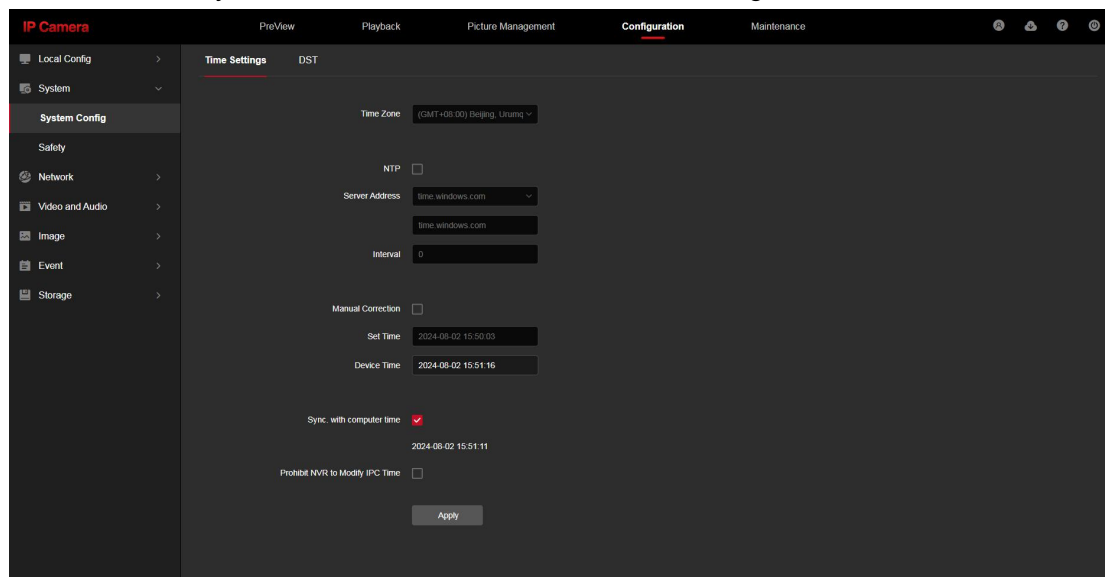 IP Camera
PreView
Playback
Picture Management
Configuration
Maintenance
Local Config
System
System Config
Safety
Network
Video and Audio
Image
Event
Storage
Time Settings
DST
Time Zone
(GMT+08:00) Beijing, Urumq
NTP
Server Address
time.windows.com
time.windows.com
Interval
0
Manual Correction
Set Time
2024-08-02 15:50:03
Device Time
2024-08-02 15:51:16
Sync. with computer time
2024-08-02 15:51:11
Prohibit NVR to Modify IPC Time
Apply